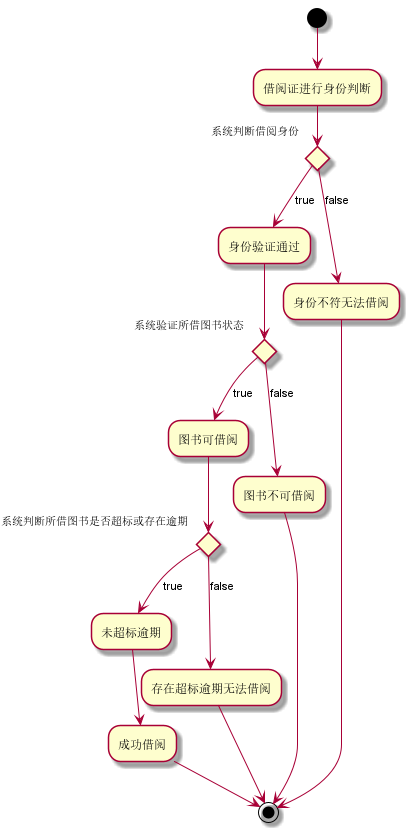 借阅证进行身份判断
系统判断借阅身份
true
false
身份验证通过
身份不符无法借阅
系统验证所借图书状态
true
false
图书可借阅
图书不可借阅
系统判断所借图书是否超标或存在逾期
true
false
未超标逾期
存在超标逾期无法借阅
成功借阅